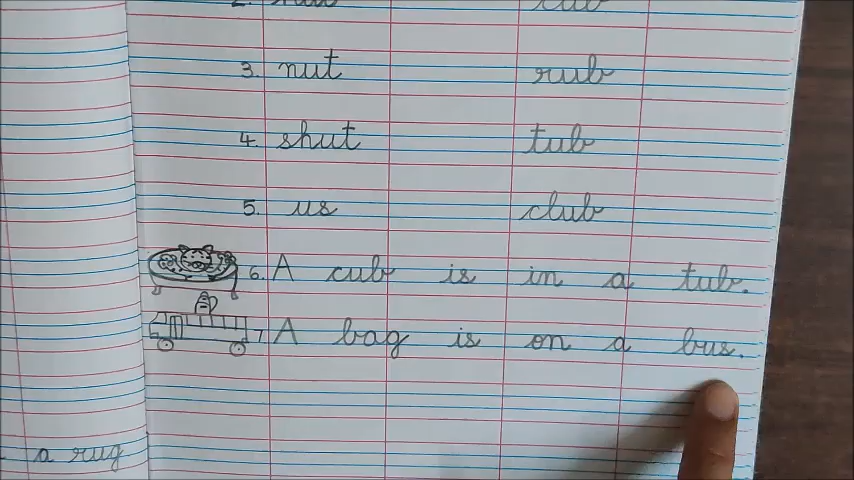 2.
3. nut rub
4. shut tub
5. us club
6. A cub is in a tub.
7 A bag is on a bus.
a rug